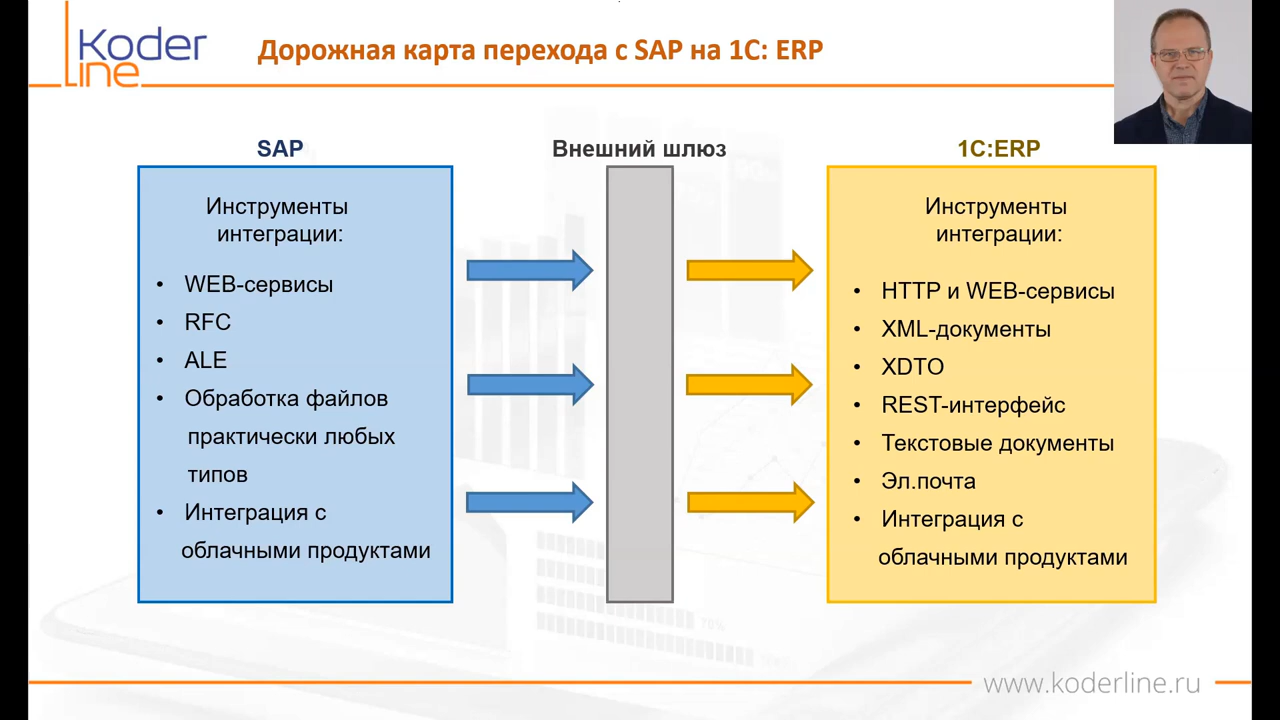 Koder
line
Дорожная карта перехода с SAP на 1С: ERP
SAP
Инструменты
интеграции:
• WEB-сервисы
• RFC
• ALE
• Обработка файлов
практически любых
типов
• Интеграция с
облачными продуктами
Внешний шлюз
1С:ERP
Инструменты
интеграции:
• HTTP и WEB-сервисы
• XML-документы
• XDTO
• REST-интерфейс
• Текстовые документы
• Эл.почта
• Интеграция с
облачными продуктами
70%
www.koderline.ru